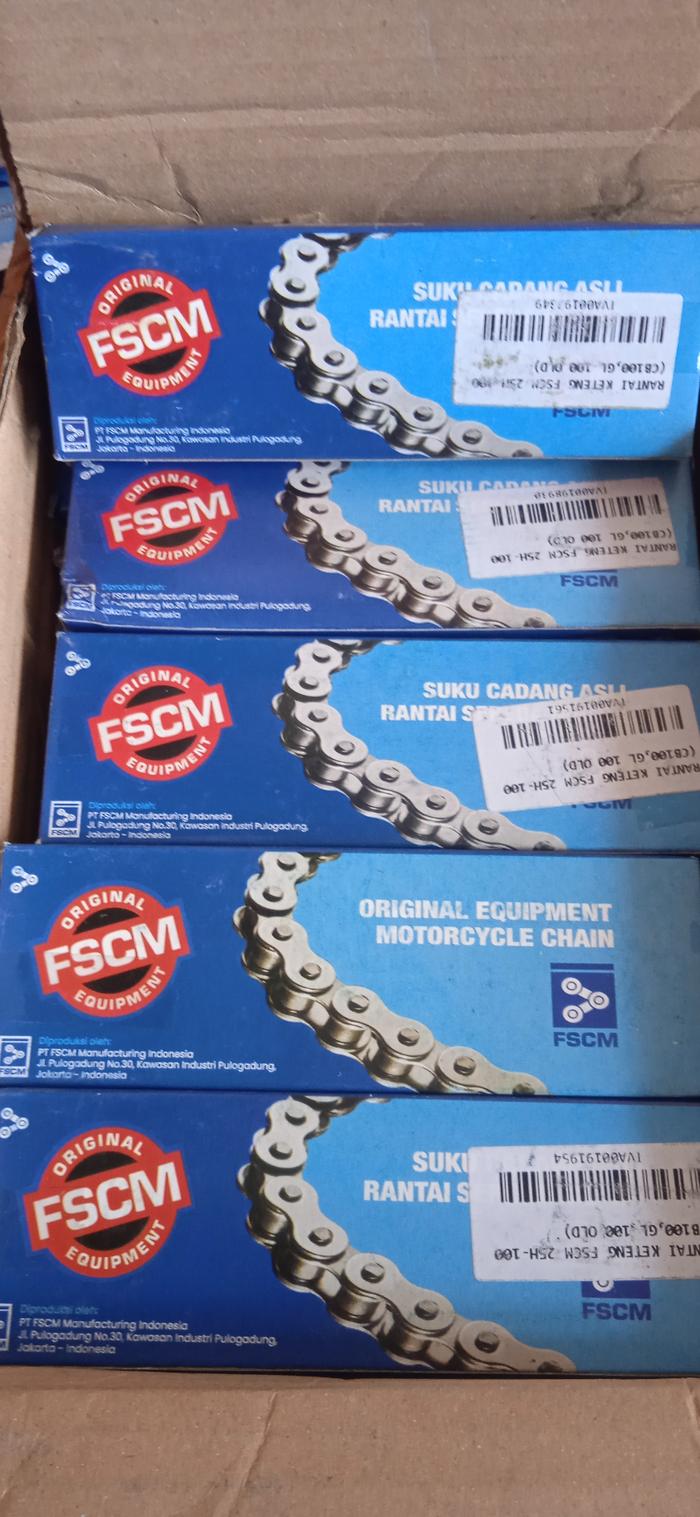 ORIGINAL
FSCM
EQUIPMENT
SUKU CADANG ASLI
RANTAI
IVA00197349
(CB100,GL 100 OLD)
RANTAI KETENG FSCM 25H-100
FSCM
FSCM
Diproduksi oleh:
PT FSCM Manufacturing Indonesia
Jl. Pulogadung No.30, Kawasan Industri Pulogadung,
Jakarta - Indonesia
ORIGINAL
FSCM
EQUIPMENT
SUKU CADANG
RANTAI
IVA00198910
(CB100,GL 100 OLD)
RANTAI KETENG FSCM 25H-100
FSCM
FSCM
Diproduksi oleh:
PT FSCM Manufacturing Indonesia
Jl. Pulogadung No.30, Kawasan Industri Pulogadung,
Jakarta - Indonesia
ORIGINAL
FSCM
EQUIPMENT
SUKU CADANG ASLI
RANTAI
IVA00191561
(CB100,GL 100 OLD)
RANTAI KETENG FSCM 25H-100
FSCM
FSCM
Diproduksi oleh:
PT FSCM Manufacturing Indonesia
Jl. Pulogadung No.30, Kawasan Industri Pulogadung,
Jakarta - Indonesia
ORIGINAL
FSCM
EQUIPMENT
ORIGINAL EQUIPMENT
MOTORCYCLE CHAIN
FSCM
FSCM
Diproduksi oleh:
PT FSCM Manufacturing Indonesia
Jl. Pulogadung No.30, Kawasan Industri Pulogadung,
Jakarta - Indonesia
ORIGINAL
FSCM
EQUIPMENT
SUKU
RANTAI
IVA00191954
B100,GL 100 OLD)
NTAI KETENG FSCM 25H-100
FSCM
Diproduksi oleh:
PT FSCM Manufacturing Indonesia
Jl. Pulogadung No.30, Kawasan Industri Pulogadung,
Jakarta - Indonesia